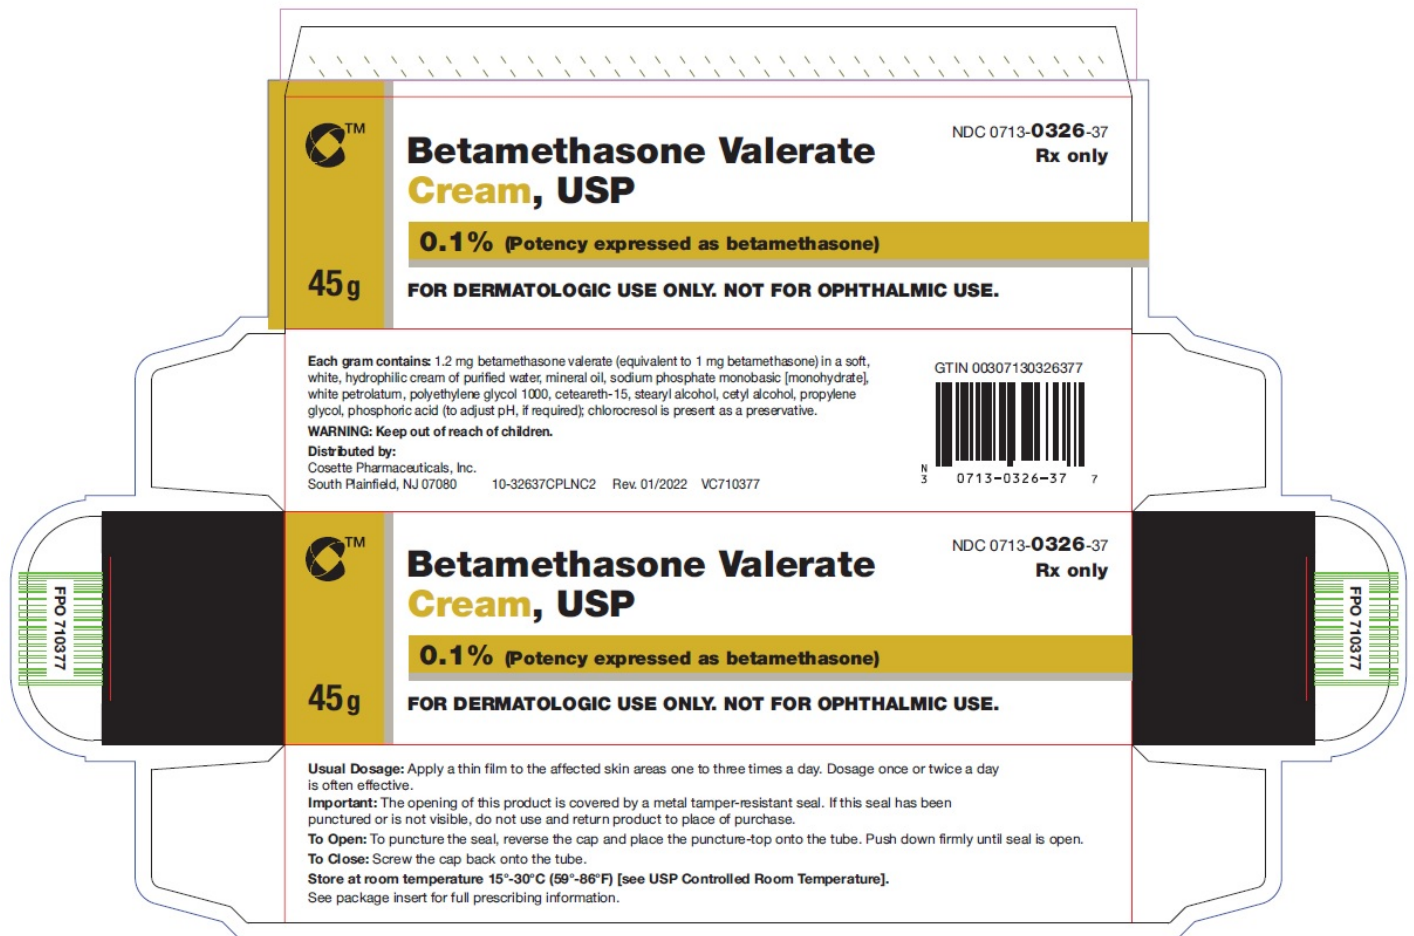 TM
Betamethasone Valerate
Cream, USP
NDC 0713-0326-37
Rx only
0.1% (Potency expressed as betamethasone)
45 g
FOR DERMATOLOGIC USE ONLY. NOT FOR OPHTHALMIC USE.
Each gram contains: 1.2 mg betamethasone valerate (equivalent to 1 mg betamethasone) in a soft,
white, hydrophilic cream of purified water, mineral oil, sodium phosphate monobasic [monohydrate],
white petrolatum, polyethylene glycol 1000, ceteareth-15, stearyl alcohol, cetyl alcohol, propylene
glycol, phosphoric acid (to adjust pH, if required); chlorocresol is present as a preservative.
WARNING: Keep out of reach of children.
Distributed by:
Cosette Pharmaceuticals, Inc.
South Plainfield, NJ 07080 10-32637CPLNC2 Rev. 01/2022 VC710377
GTIN 00307130326377
N
3 0713-0326-37 7
TM
Betamethasone Valerate
Cream, USP
NDC 0713-0326-37
Rx only
0.1% (Potency expressed as betamethasone)
45 g
FOR DERMATOLOGIC USE ONLY. NOT FOR OPHTHALMIC USE.
FPO 710377
FPO 710377
Usual Dosage: Apply a thin film to the affected skin areas one to three times a day. Dosage once or twice a day
is often effective.
Important: The opening of this product is covered by a metal tamper-resistant seal. If this seal has been
punctured or is not visible, do not use and return product to place of purchase.
To Open: To puncture the seal, reverse the cap and place the puncture-top onto the tube. Push down firmly until seal is open.
To Close: Screw the cap back onto the tube.
Store at room temperature 15°-30°C (59°-86°F) [see USP Controlled Room Temperature].
See package insert for full prescribing information.